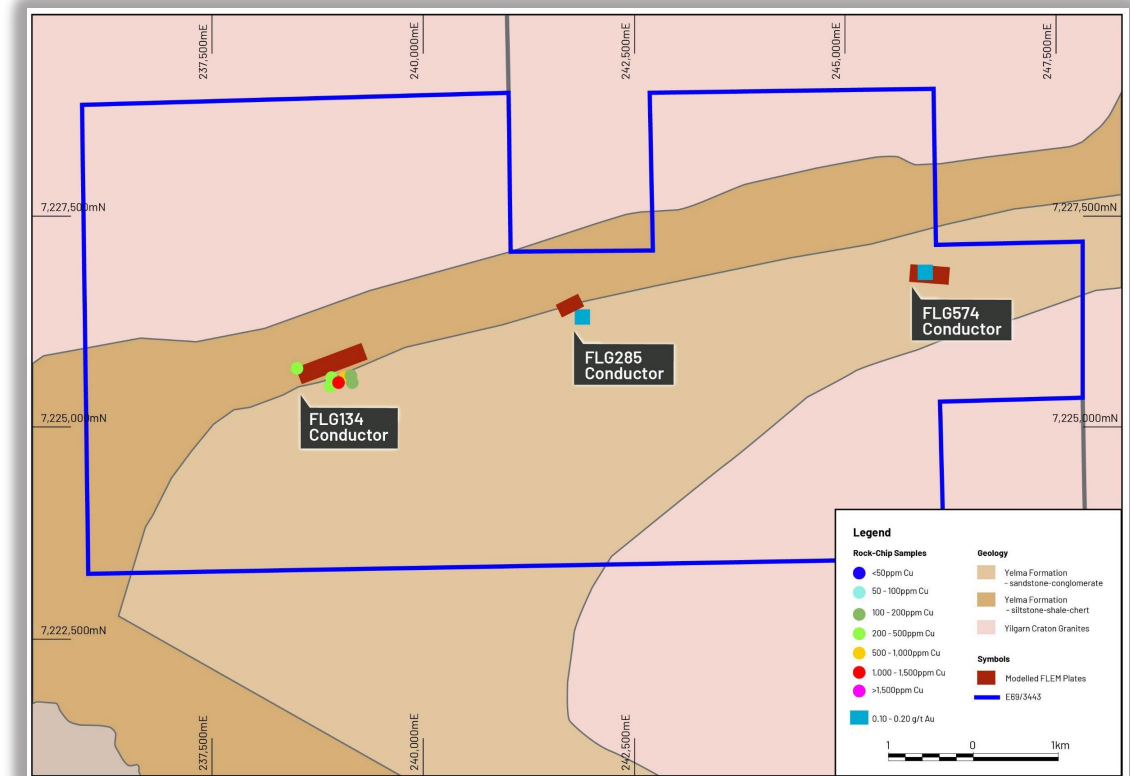 237,500mE
240,000mE
242,500mE
245,000mE
247,500mE
7,227,500mN
7,227,500mN
FLG574
Conductor
FLG285
Conductor
FLG134
Conductor
7,225,000mN
7,225,000mN
7,222,500mN
237,500mE
240,000mE
242,500mE
Legend
Rock-Chip Samples
<50ppm Cu
50 - 100ppm Cu
100 - 200ppm Cu
200 - 500ppm Cu
500 - 1,000ppm Cu
1,000 - 1,500ppm Cu
>1,500ppm Cu
0.10 - 0.20 g/t Au
Geology
Yelma Formation
- sandstone-conglomerate
Yelma Formation
- siltstone-shale-chert
Yilgarn Craton Granites
Symbols
Modelled FLEM Plates
E69/3443
1 0 1km